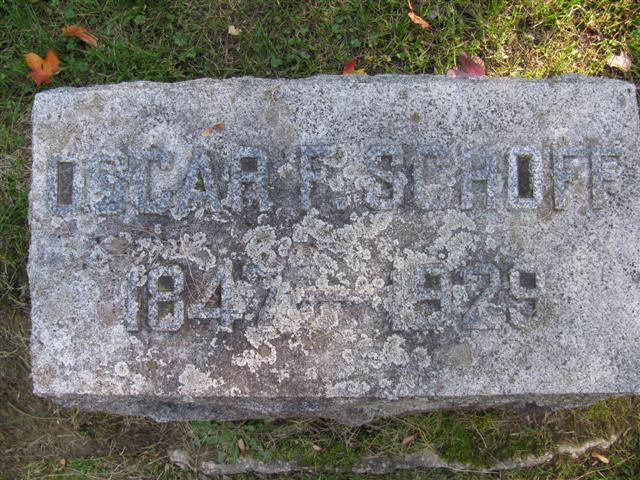 OSCAR F. SCHOFF
1847 — 1929